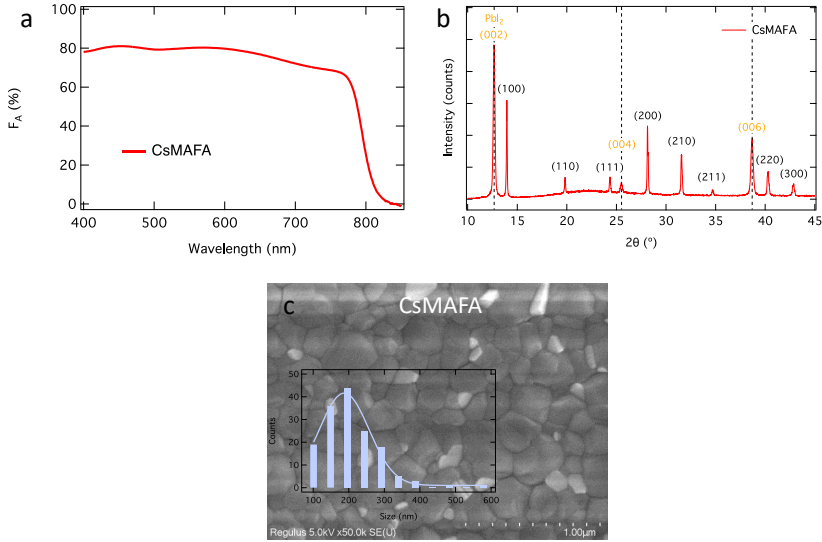 a
100
80
60
40
20
0
F_A (%)
CsMAFA
400
500
600
700
800
Wavelength (nm)
b
PbI₂
(002)
(100)
(110)
(111)
(004)
(200)
(210)
(211)
(006)
(220)
(300)
CsMAFA
Intensity (counts)
10
15
20
25
30
35
40
45
2θ (º)
c
CsMAFA
50
40
30
20
10
0
Counts
100
200
300
400
500
600
Size (nm)
Regulus 5.0kV x50.0k SE(U)
1.00µm